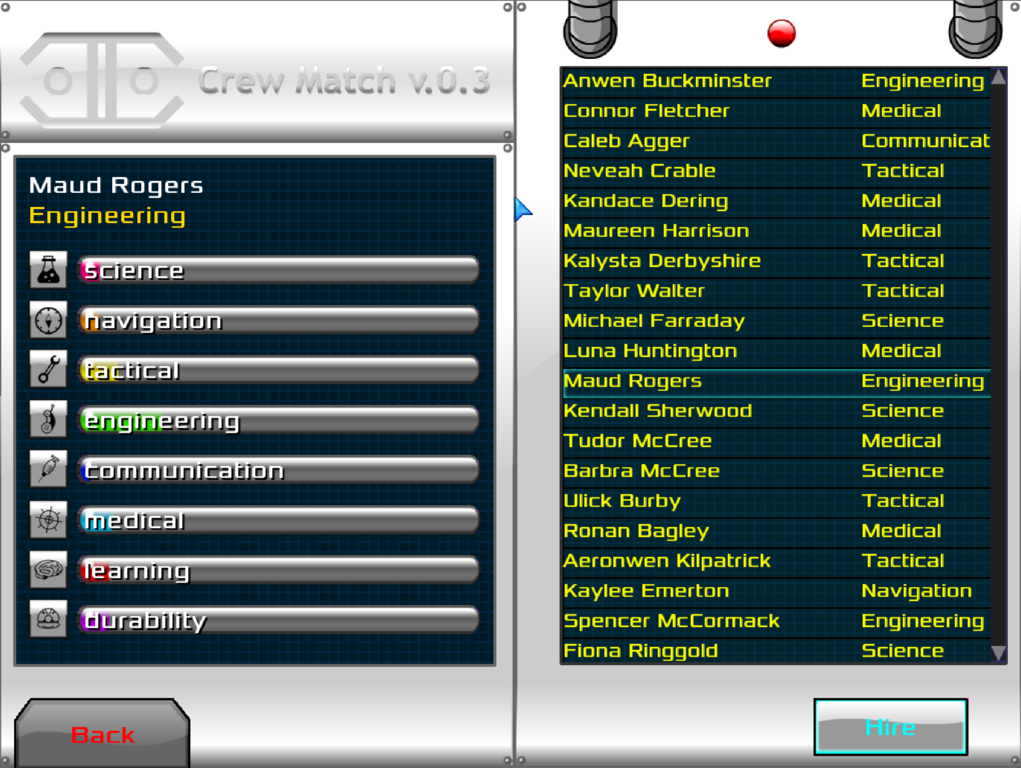 Crew Match v.0.3
Maud Rogers
Engineering
science
navigation
tactical
engineering
communication
medical
learning
durability
Back
Anwen Buckminster Engineering
Connor Fletcher Medical
Caleb Agger Communicat
Neveah Crable Tactical
Kandace Dering Medical
Maureen Harrison Medical
Kalysta Derbyshire Tactical
Taylor Walter Tactical
Michael Farraday Science
Luna Huntington Medical
Maud Rogers Engineering
Kendall Sherwood Science
Tudor McCree Medical
Barbra McCree Science
Ulick Burby Tactical
Ronan Bagley Medical
Aeronwen Kilpatrick Tactical
Kaylee Emerton Navigation
Spencer McCormack Engineering
Fiona Ringgold Science
Hire